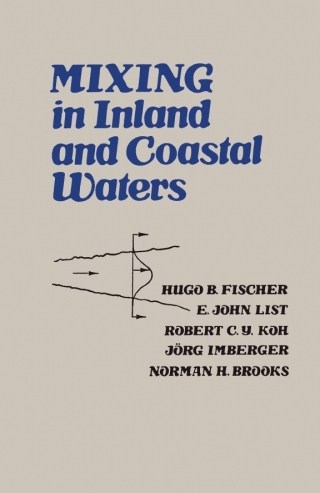 MIXING
in Inland
and Coastal
Waters
HUGO B. FISCHER
E. JOHN LIST
ROBERT C. Y. KOH
JÖRG IMBERGER
NORMAN H. BROOKS